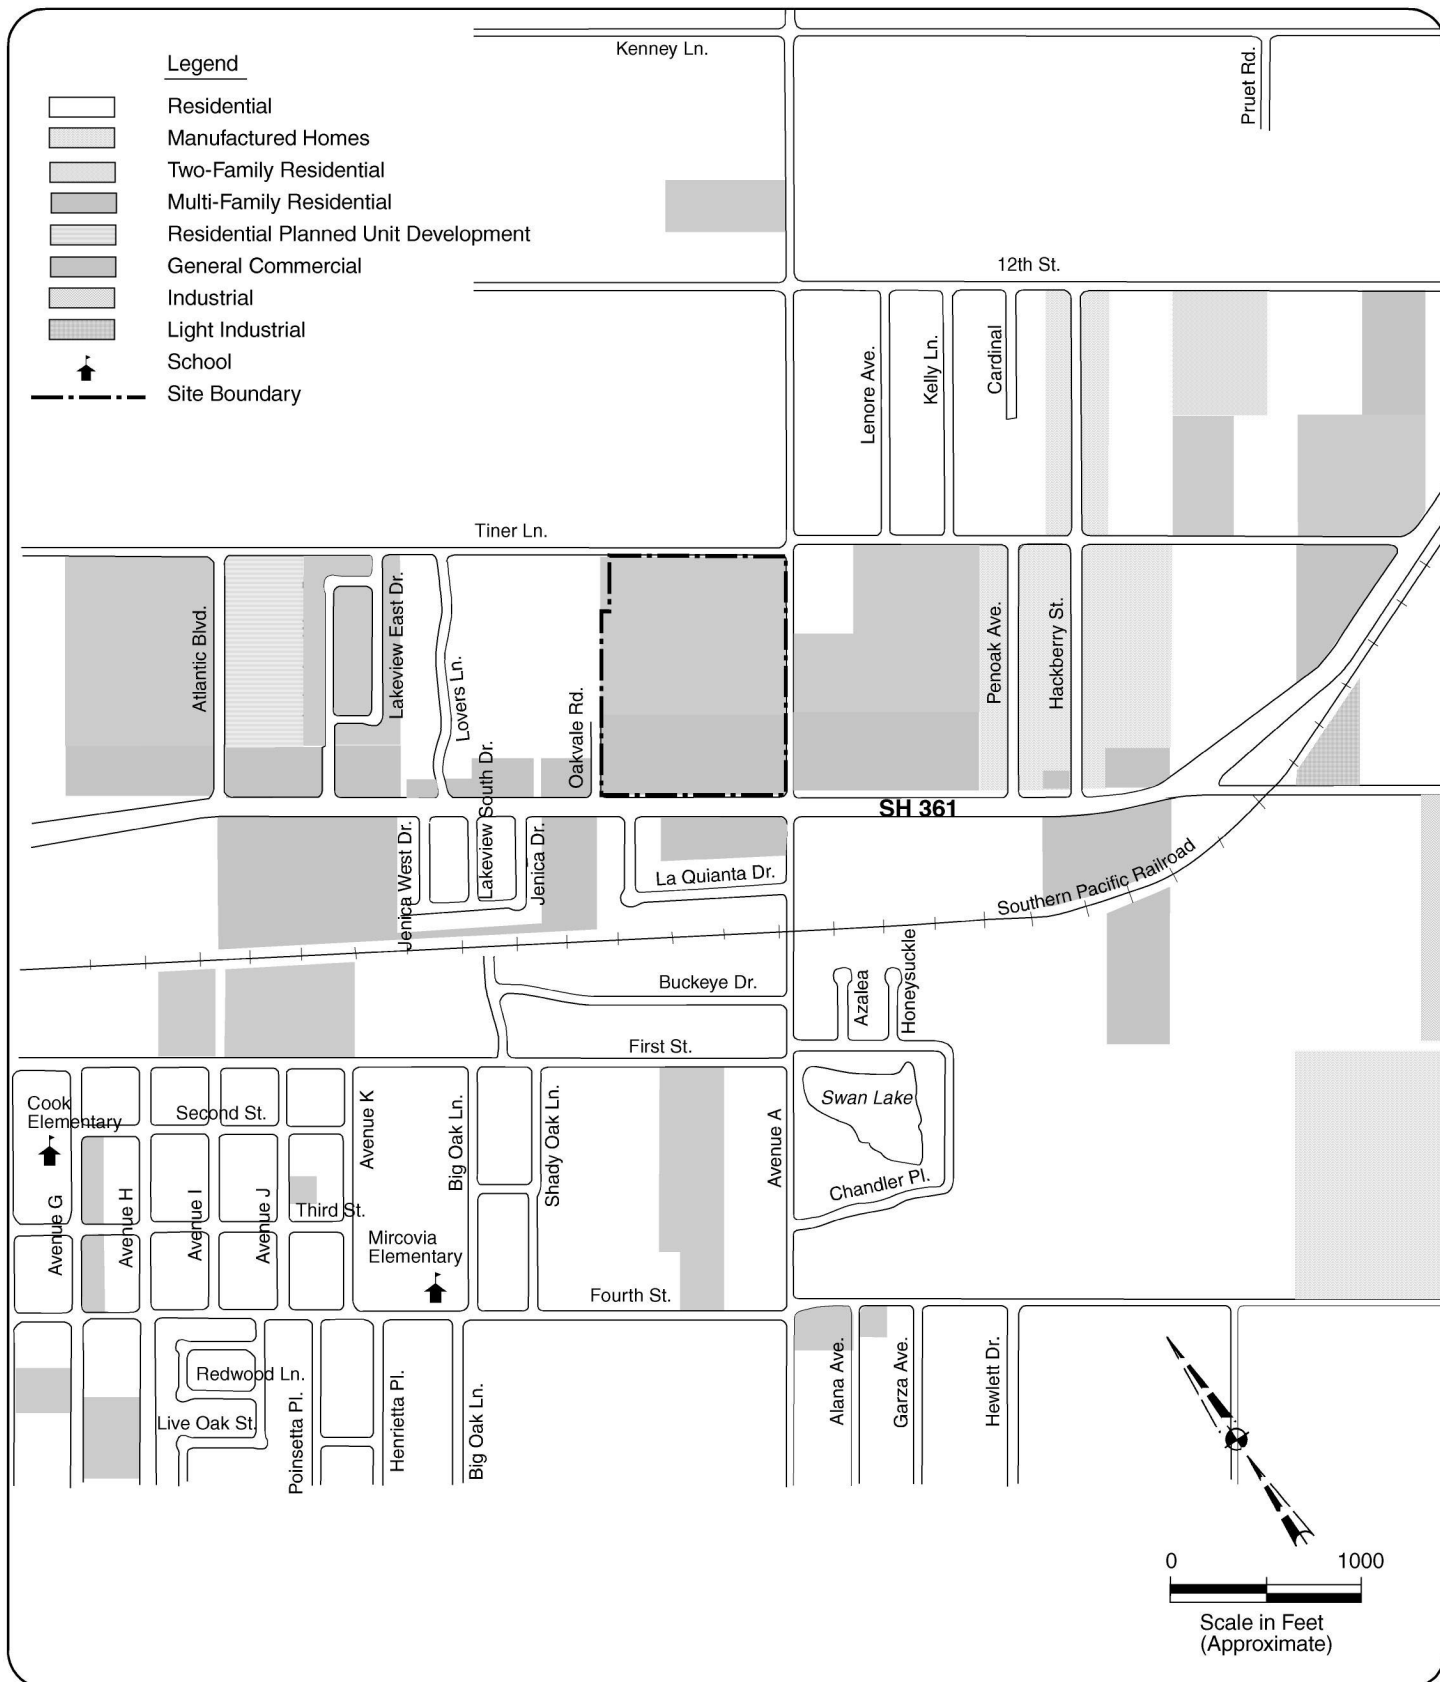 Kenney Ln.
Pruet Rd.
Legend
Residential
Manufactured Homes
Two-Family Residential
Multi-Family Residential
Residential Planned Unit Development
General Commercial
Industrial
Light Industrial
School
Site Boundary
12th St.
Lenore Ave.
Kelly Ln.
Cardinal
Tiner Ln.
Atlantic Blvd.
Lakeview East Dr.
Lovers Ln.
Oakvale Rd.
Penoak Ave.
Hackberry St.
SH 361
Jenica West Dr.
Lakeview South Dr.
Jenica Dr.
La Quianta Dr.
Southern Pacific Railroad
Buckeye Dr.
Azalea
Honeysuckle
First St.
Cook
Elementary
Second St.
Avenue K
Big Oak Ln.
Shady Oak Ln.
Avenue A
Swan Lake
Chandler Pl.
Avenue G
Avenue H
Avenue I
Avenue J
Third St.
Mircovia
Elementary
Fourth St.
Redwood Ln.
Live Oak St.
Poinsetta Pl.
Henrietta Pl.
Big Oak Ln.
Alana Ave.
Garza Ave.
Hewlett Dr.
0 1000
Scale in Feet
(Approximate)